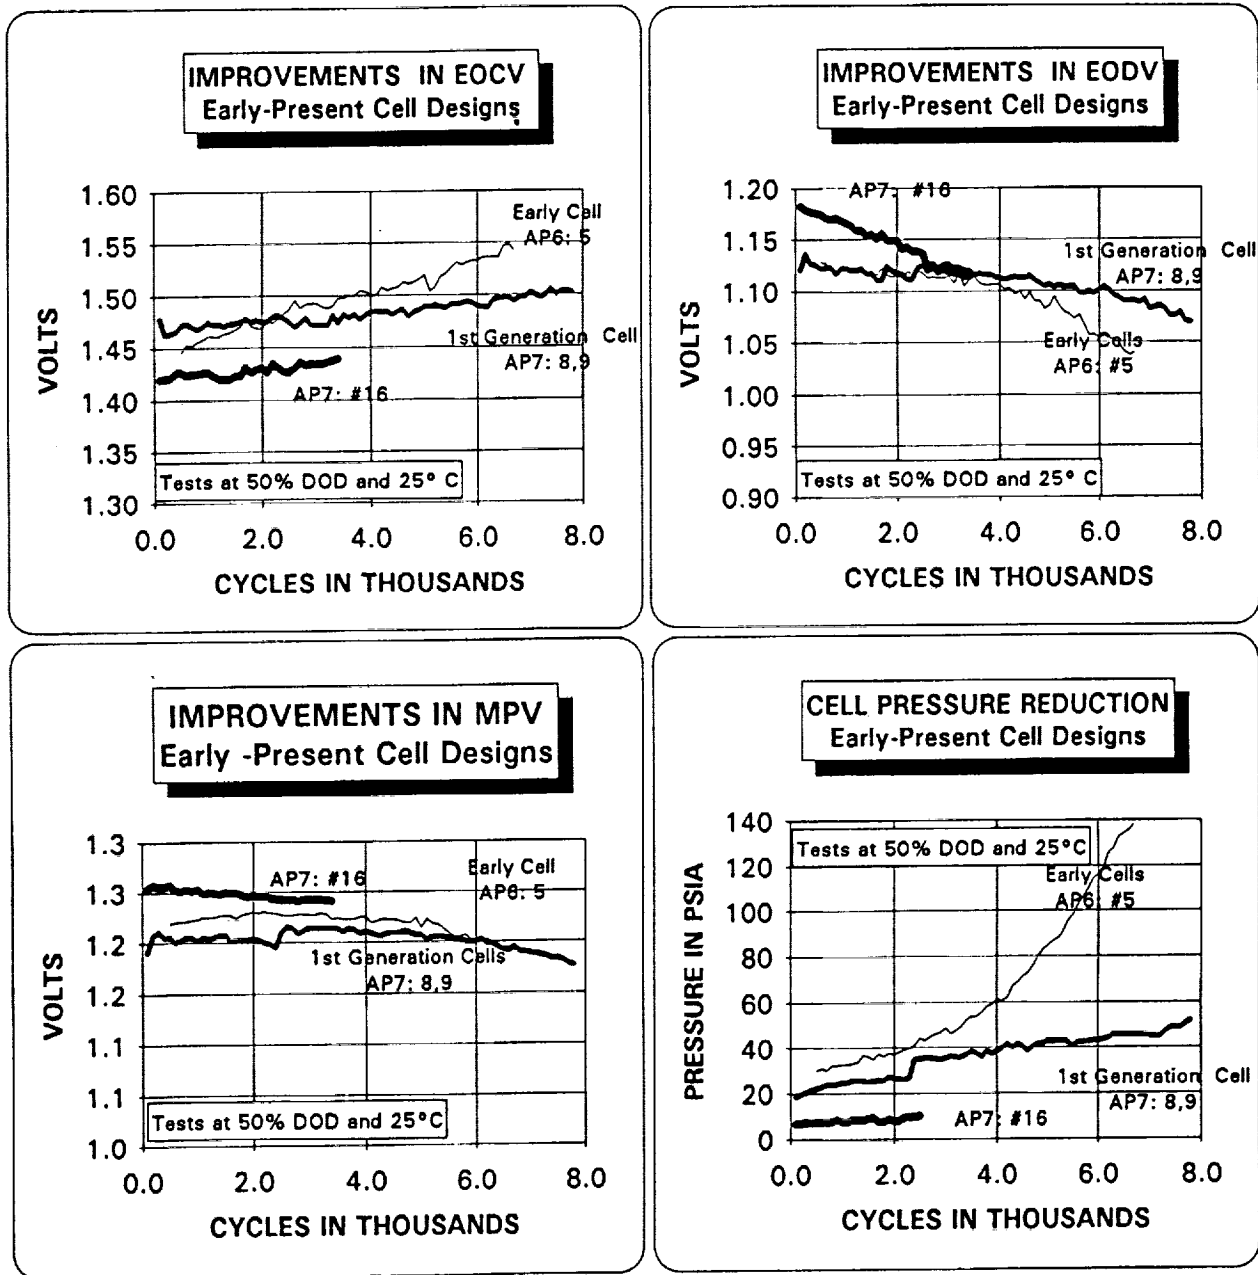 IMPROVEMENTS IN EOCV
Early-Present Cell Designs
VOLTS
1.60
1.55
1.50
1.45
1.40
1.35
1.30
Early Cell
AP6: 5
1st Generation Cell
AP7: 8,9
AP7: #16
Tests at 50% DOD and 25° C
0.0 2.0 4.0 6.0 8.0
CYCLES IN THOUSANDS
IMPROVEMENTS IN EODV
Early-Present Cell Designs
VOLTS
1.20
1.15
1.10
1.05
1.00
0.95
0.90
AP7: #16
1st Generation Cell
AP7: 8,9
Early Cells
AP6: #5
Tests at 50% DOD and 25° C
0.0 2.0 4.0 6.0 8.0
CYCLES IN THOUSANDS
IMPROVEMENTS IN MPV
Early -Present Cell Designs
VOLTS
1.3
1.3
1.2
1.2
1.1
1.1
1.0
AP7: #16
Early Cell
AP6: 5
1st Generation Cells
AP7: 8,9
Tests at 50% DOD and 25°C
0.0 2.0 4.0 6.0 8.0
CYCLES IN THOUSANDS
CELL PRESSURE REDUCTION
Early-Present Cell Designs
PRESSURE IN PSIA
140
120
100
80
60
40
20
0
Tests at 50% DOD and 25°C
Early Cells
AP6: #5
1st Generation Cell
AP7: 8,9
AP7: #16
0.0 2.0 4.0 6.0 8.0
CYCLES IN THOUSANDS